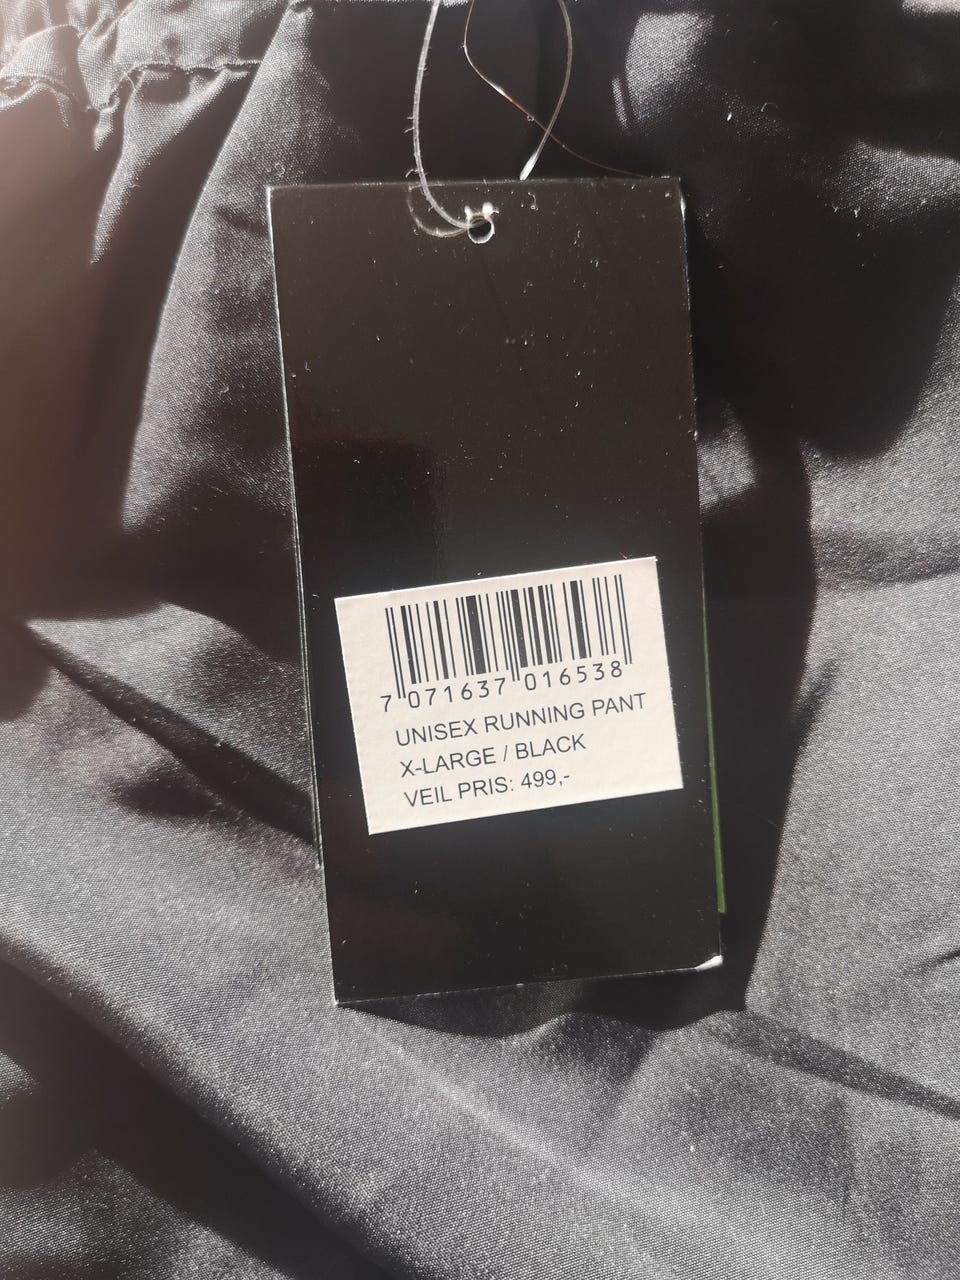 7 071637 016538
UNISEX RUNNING PANT
X-LARGE / BLACK
VEIL PRIS: 499,-